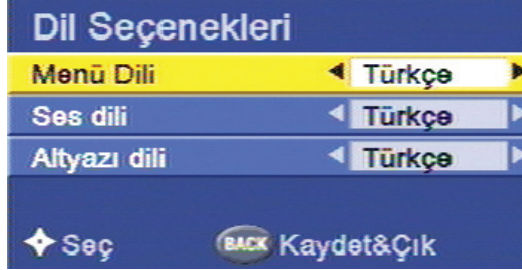 Dil Seçenekleri
Menü Dili Türkçe
Ses dili Türkçe
Altyazı dili Türkçe
Seç BACK Kaydet&Çık